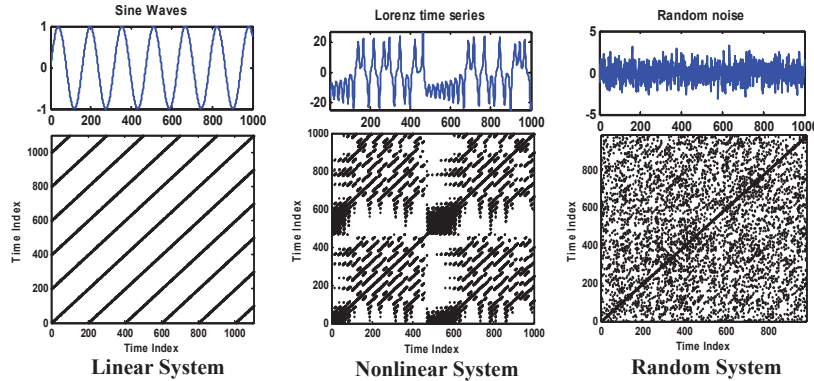 Sine Waves
1
0
-1
0 200 400 600 800 1000
1000
800
600
400
200
0
0 200 400 600 800 1000
Time Index
Time Index
Linear System
Lorenz time series
20
0
-20
0 200 400 600 800 1000
1000
800
600
400
200
0
0 200 400 600 800 1000
Time Index
Time Index
Nonlinear System
Random noise
5
0
-5
0 200 400 600 800 1000
800
600
400
200
0
0 200 400 600 800
Time Index
Time Index
Random System